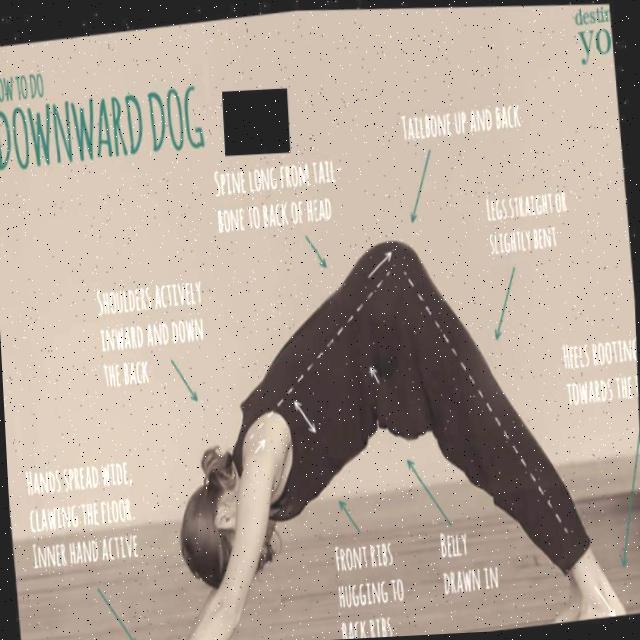 OW TO DO
DOWNWARD DOG
destin
yo
TAILBONE UP AND BACK
SPINE LONG FROM TAIL
BONE TO BACK OF HEAD
LEGS STRAIGHT OR
SLIGHTLY BENT
SHOULDERS ACTIVELY
INWARD AND DOWN
THE BACK
HEELS ROOTING
TOWARDS THE
HANDS SPREAD WIDE,
CLAWING THE FLOOR.
INNER HAND ACTIVE
FRONT RIBS
HUGGING TO
BACK RIBS
BELLY
DRAWN IN